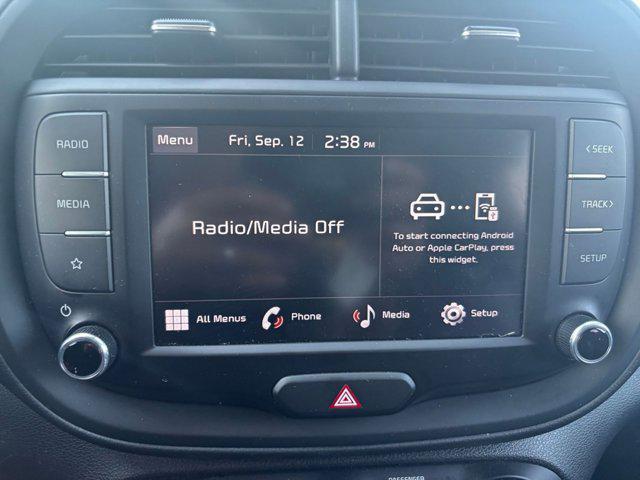 RADIO
MEDIA
Menu
Fri, Sep. 12
2:38 PM
Radio/Media Off
To start connecting Android
Auto or Apple CarPlay, press
this widget.
All Menus
Phone
Media
Setup
< SEEK
TRACK >
SETUP
PASSENGER